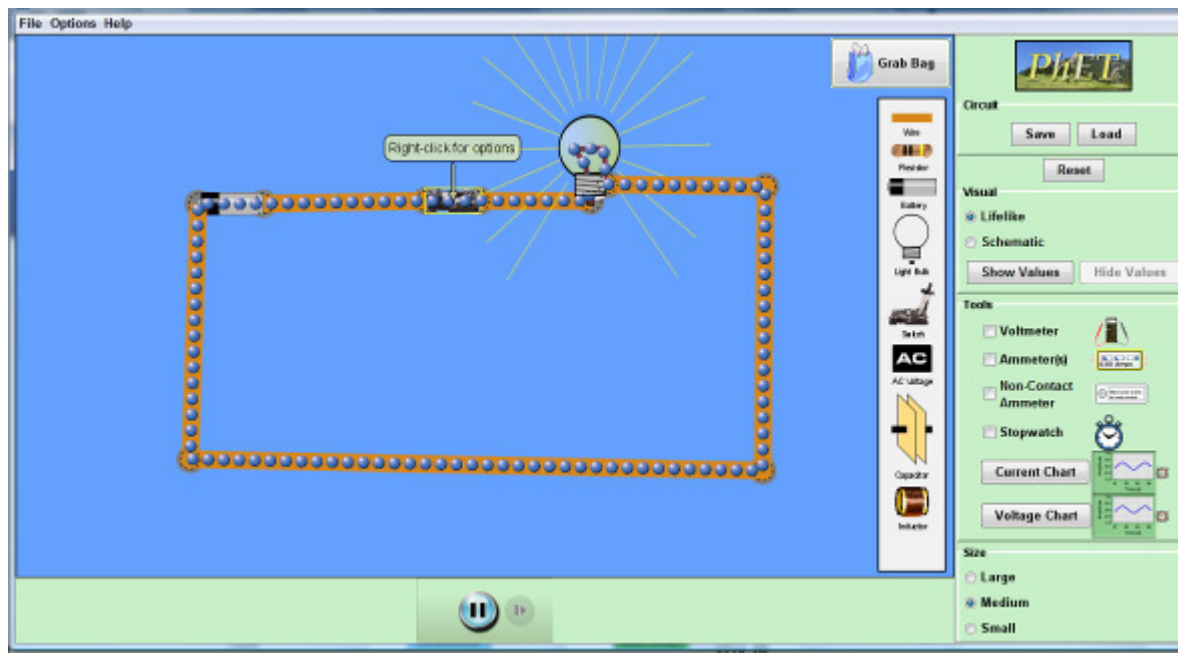 File Options Help
Grab Bag
Right-click for options
Wire
Resistor
Battery
Light Bulb
Switch
AC
AC Voltage
Capacitor
Inductor
PhET
Circuit
Save Load
Reset
Visual
Lifelike
Schematic
Show Values Hide Values
Tools
Voltmeter
Ammeter(s)
Non-Contact
Ammeter
Stopwatch
Current Chart
Voltage Chart
Size
Large
Medium
Small